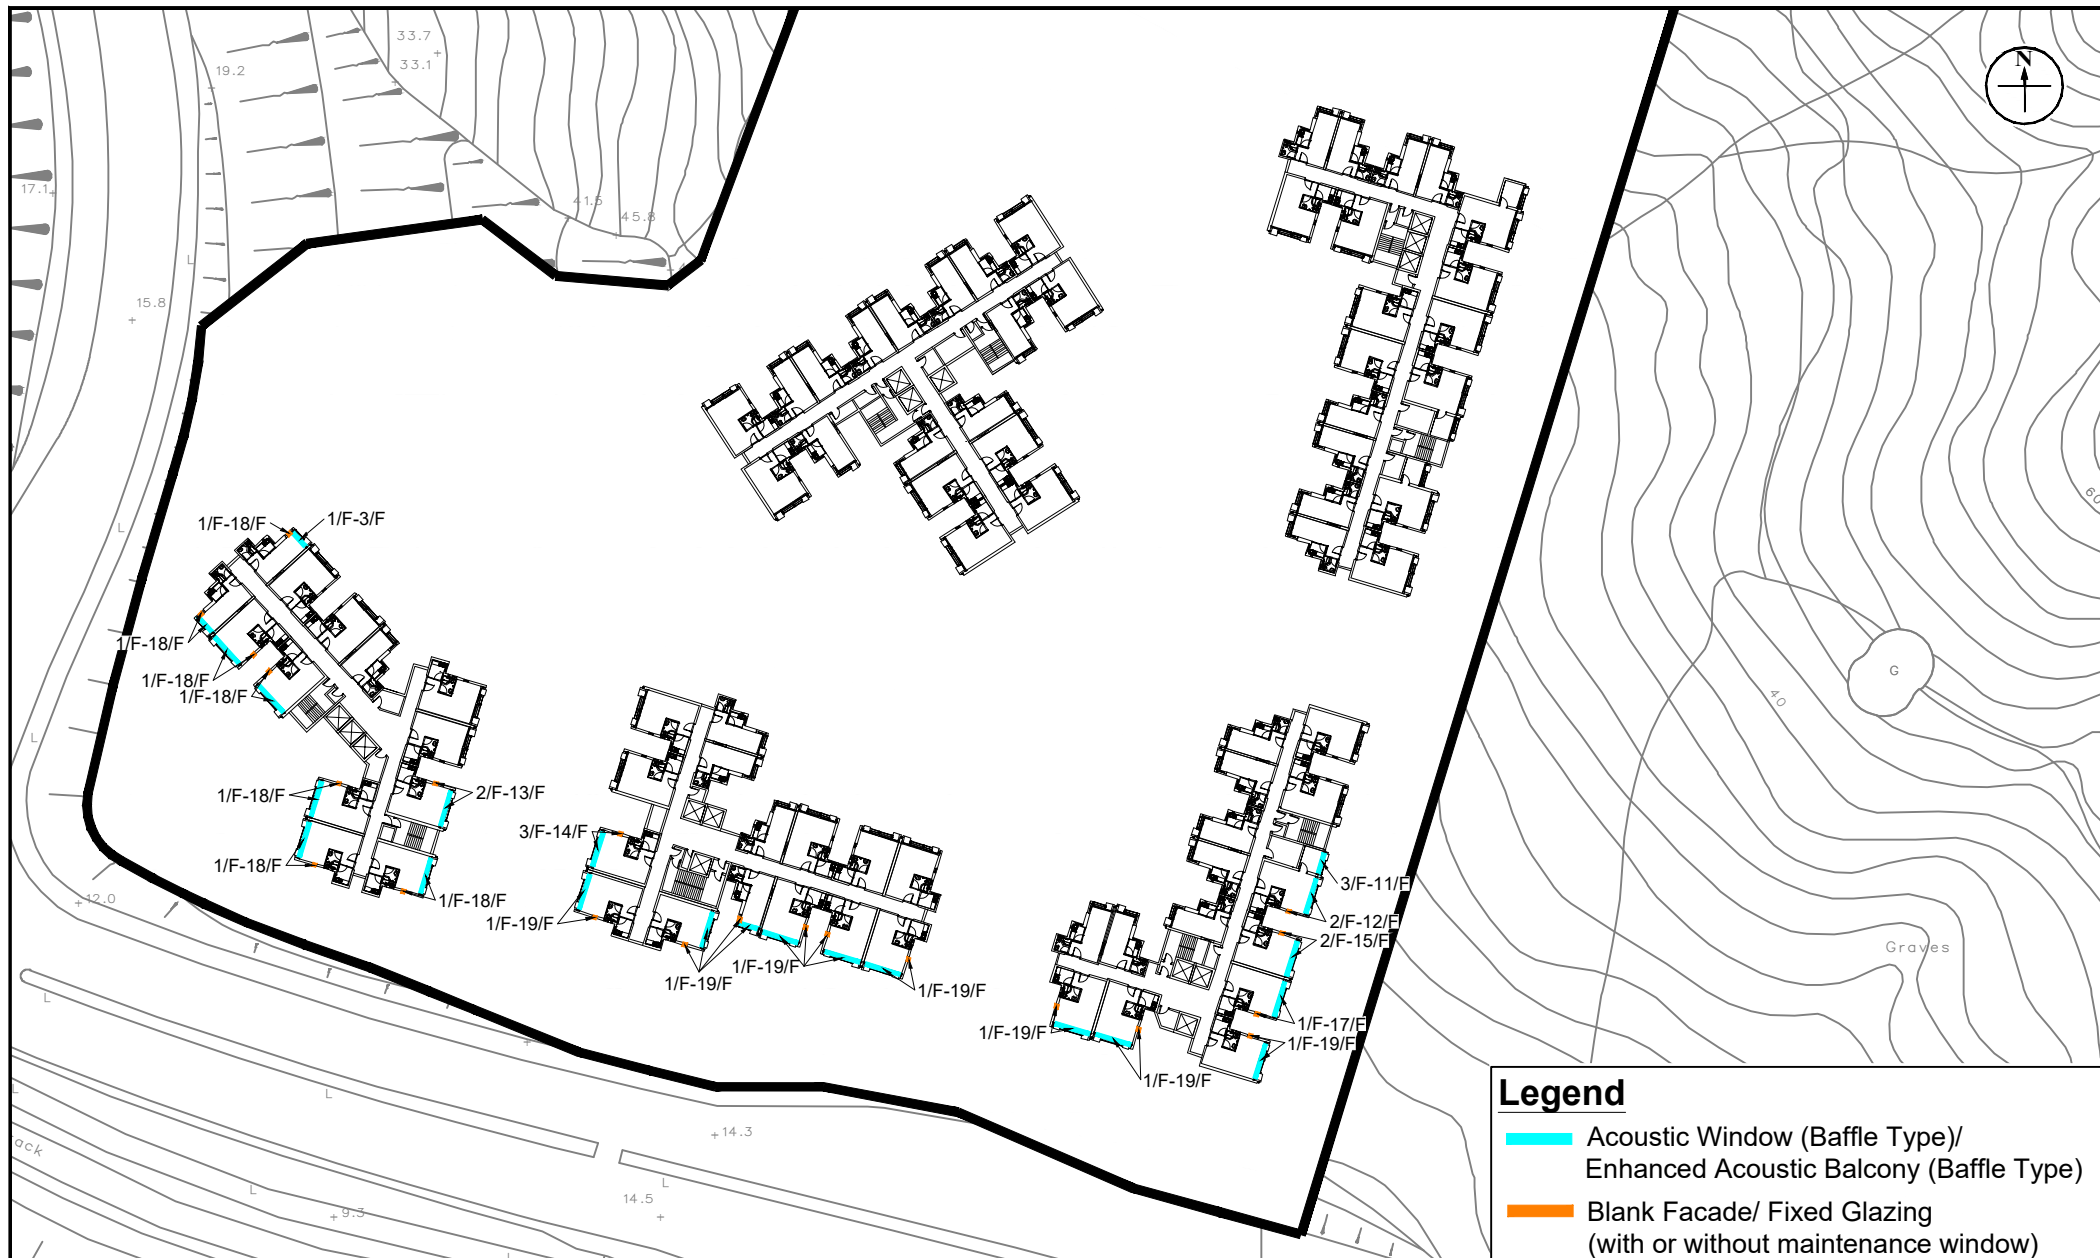 33.7
33.1
19.2
N
17.1
41.5
45.8
L
15.8
60
1/F-18/F
1/F-3/F
L
1/F-18/F
1/F-18/F
1/F-18/F
G
40
L
1/F-18/F
2/F-13/F
3/F-14/F
1/F-18/F
3/F-11/F
12.0
1/F-18/F
1/F-19/F
2/F-12/F
2/F-15/F
Graves
1/F-19/F
1/F-19/F
1/F-19/F
L
1/F-17/F
1/F-19/F
1/F-19/F
1/F-19/F
L
L
Legend
14.3
Acoustic Window (Baffle Type)/
Enhanced Acoustic Balcony (Baffle Type)
ack
L
L
14.5
9.3
Blank Facade/ Fixed Glazing
(with or without maintenance window)
L